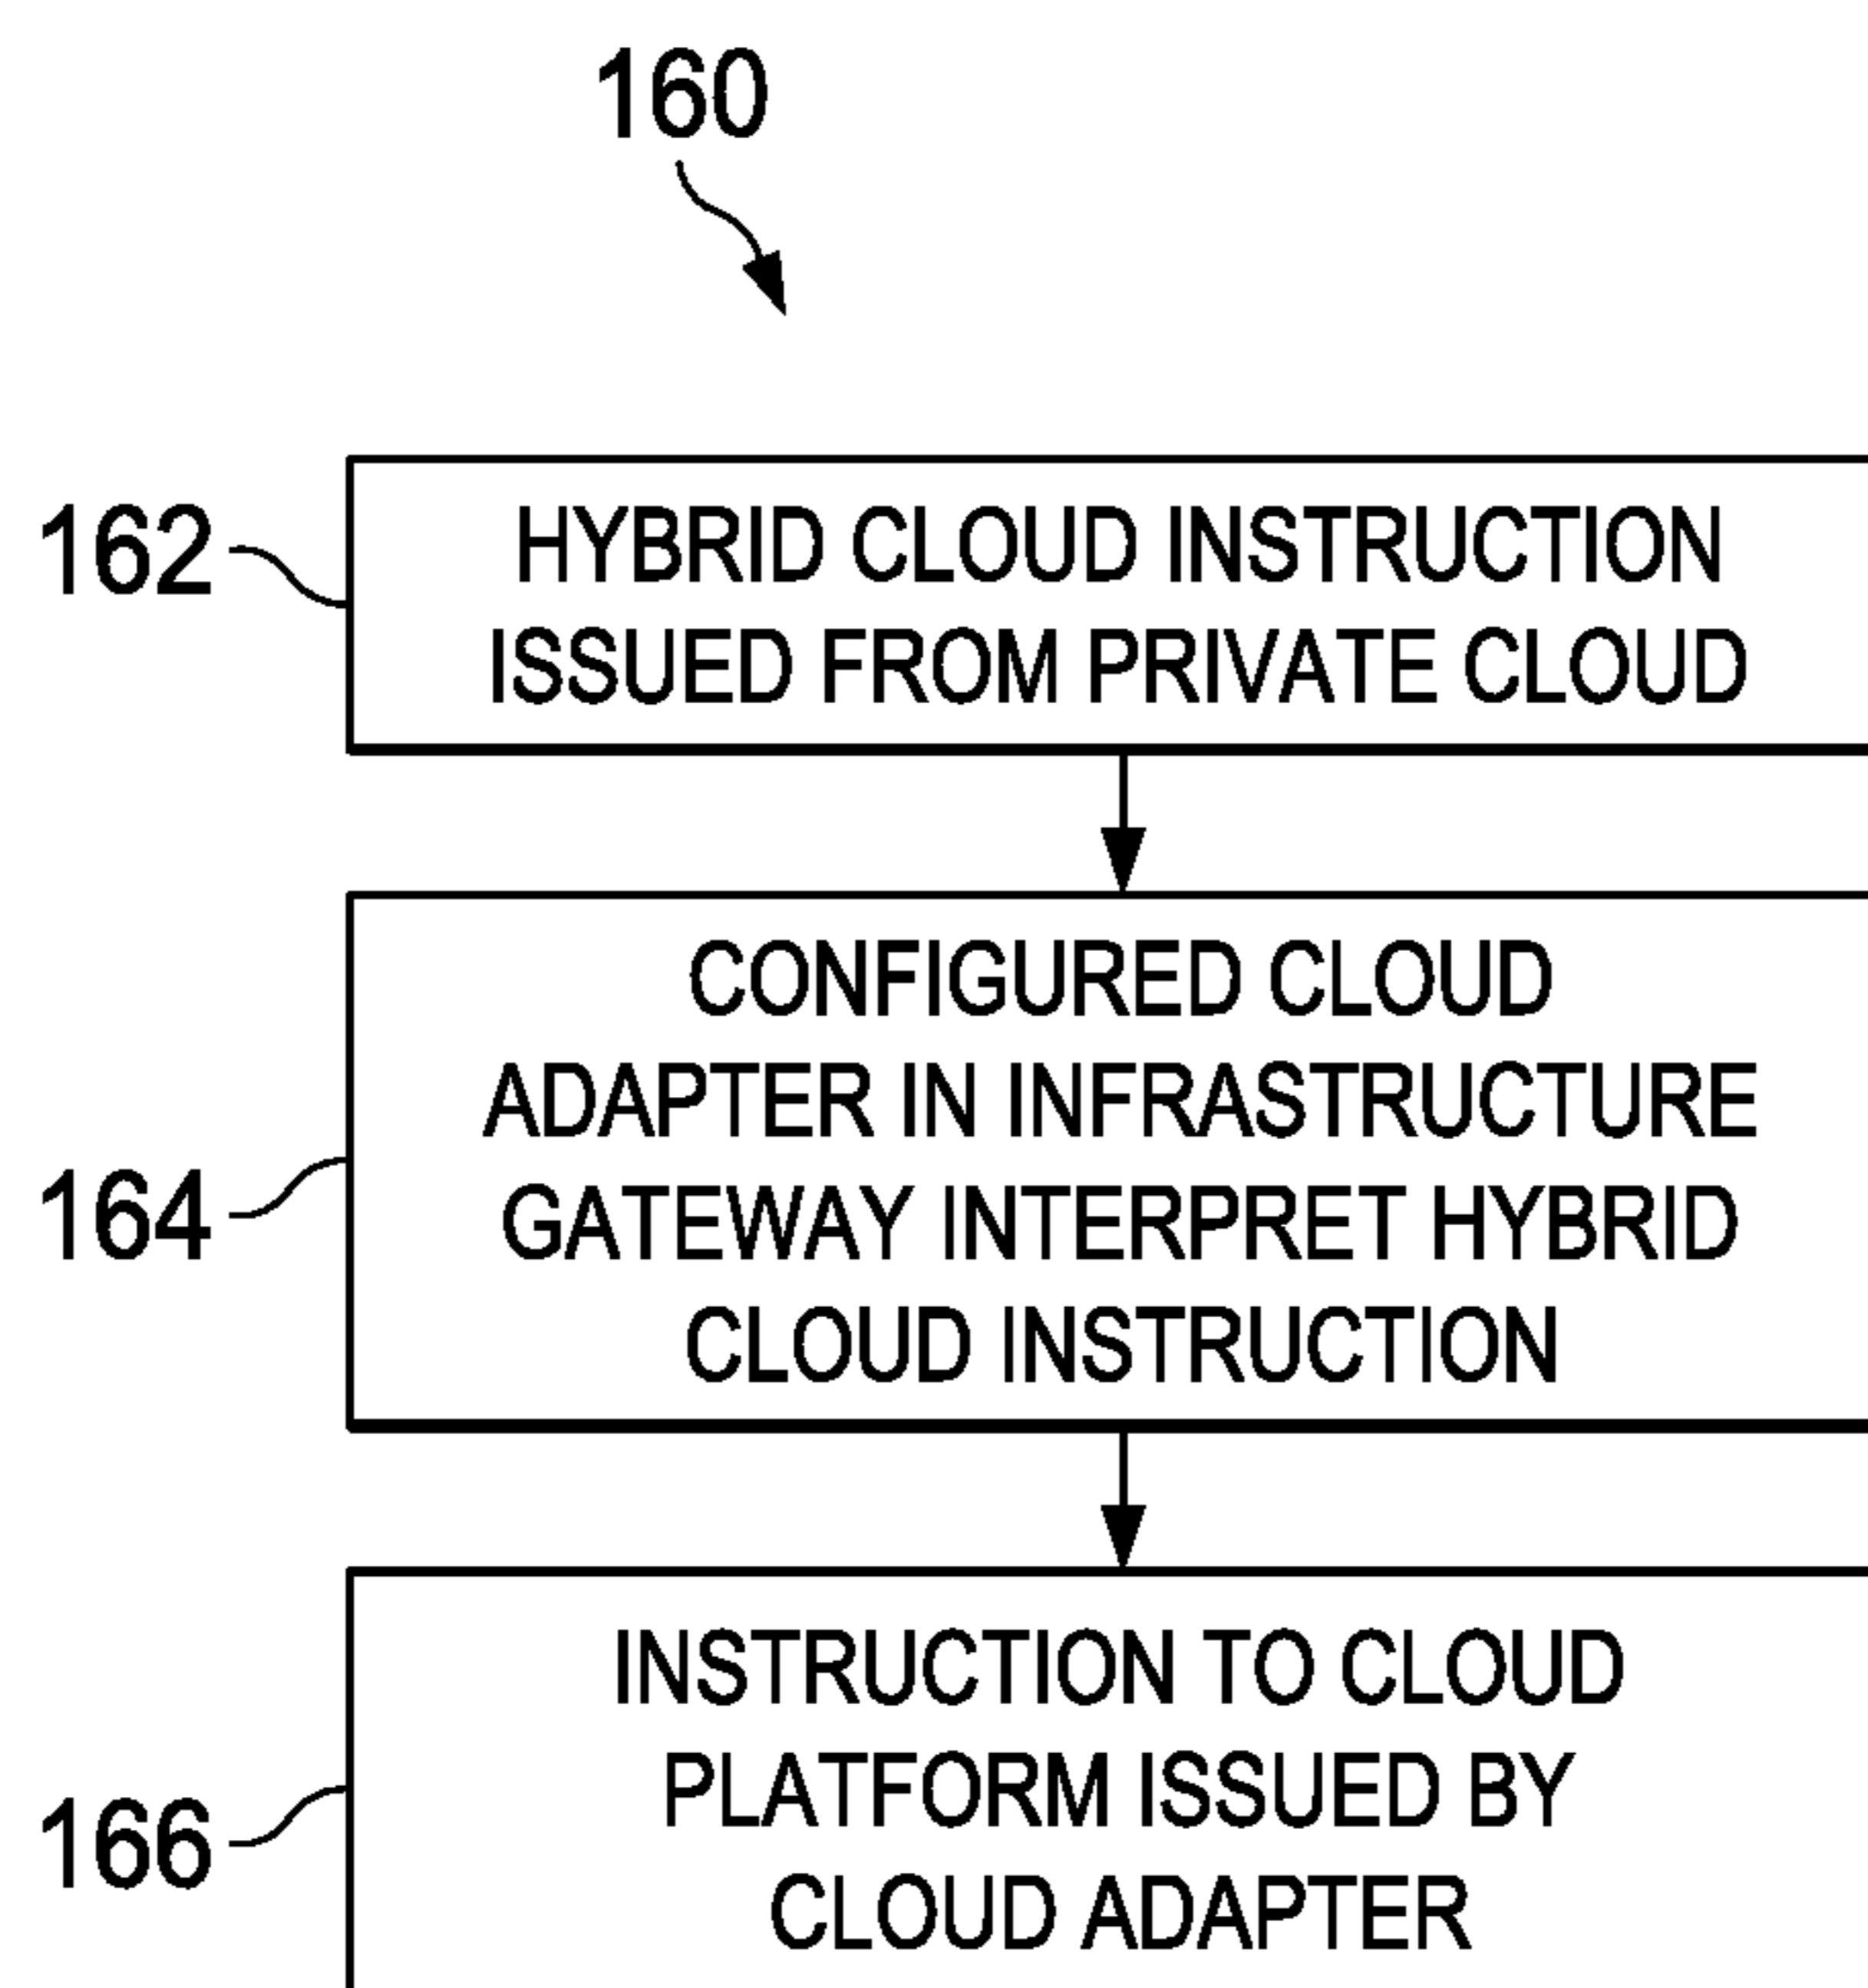 160
162
HYBRID CLOUD INSTRUCTION
ISSUED FROM PRIVATE CLOUD
164
CONFIGURED CLOUD
ADAPTER IN INFRASTRUCTURE
GATEWAY INTERPRET HYBRID
CLOUD INSTRUCTION
166
INSTRUCTION TO CLOUD
PLATFORM ISSUED BY
CLOUD ADAPTER